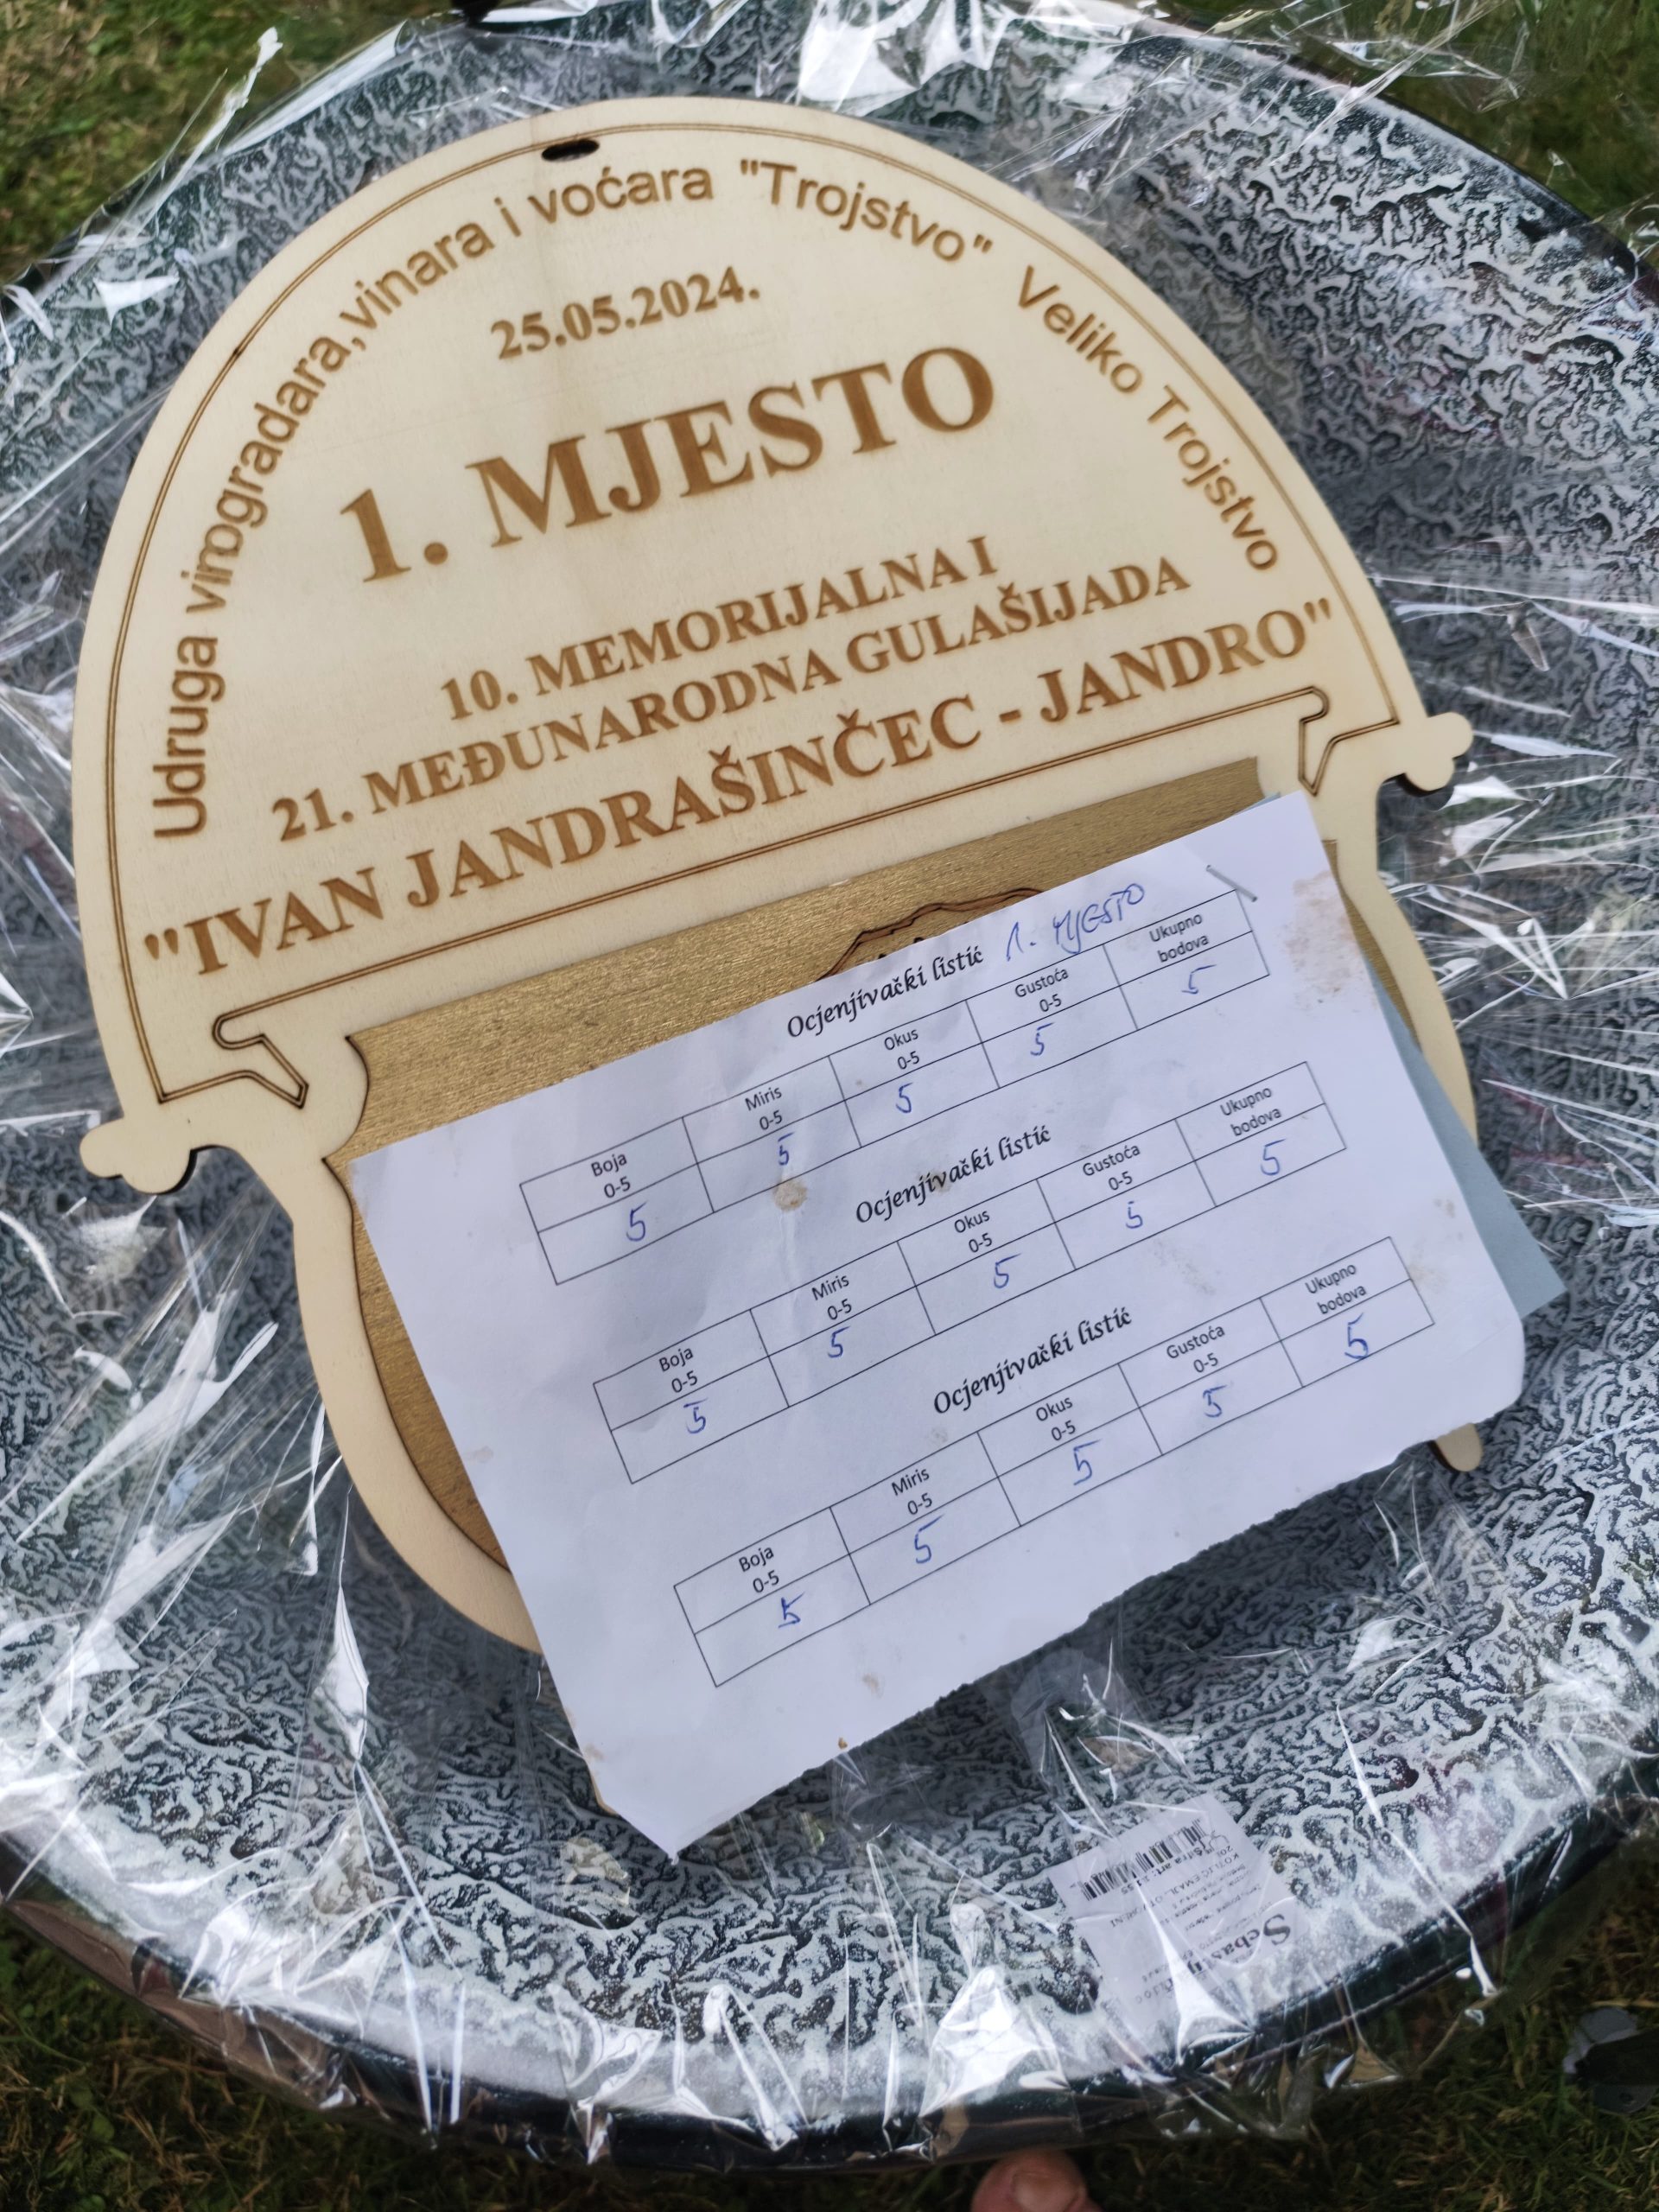 Udruga vinogradara, vinara i voćara "Trojstvo" Veliko Trojstvo
25.05.2024.
1. MJESTO
10. MEMORIJALNA I
21. MEĐUNARODNA GULAŠIJADA
"IVAN JANDRAŠINČEC - JANDRO"
Ocjenjivački listić 1. MJESTO
Boja 0-5 Miris 0-5 Okus 0-5 Gustoća 0-5 Ukupno bodova
5 5 5 5 5
Ocjenjivački listić
Boja 0-5 Miris 0-5 Okus 0-5 Gustoća 0-5 Ukupno bodova
5 5 5 5 5
Ocjenjivački listić
Boja 0-5 Miris 0-5 Okus 0-5 Gustoća 0-5 Ukupno bodova
5 5 5 5 5